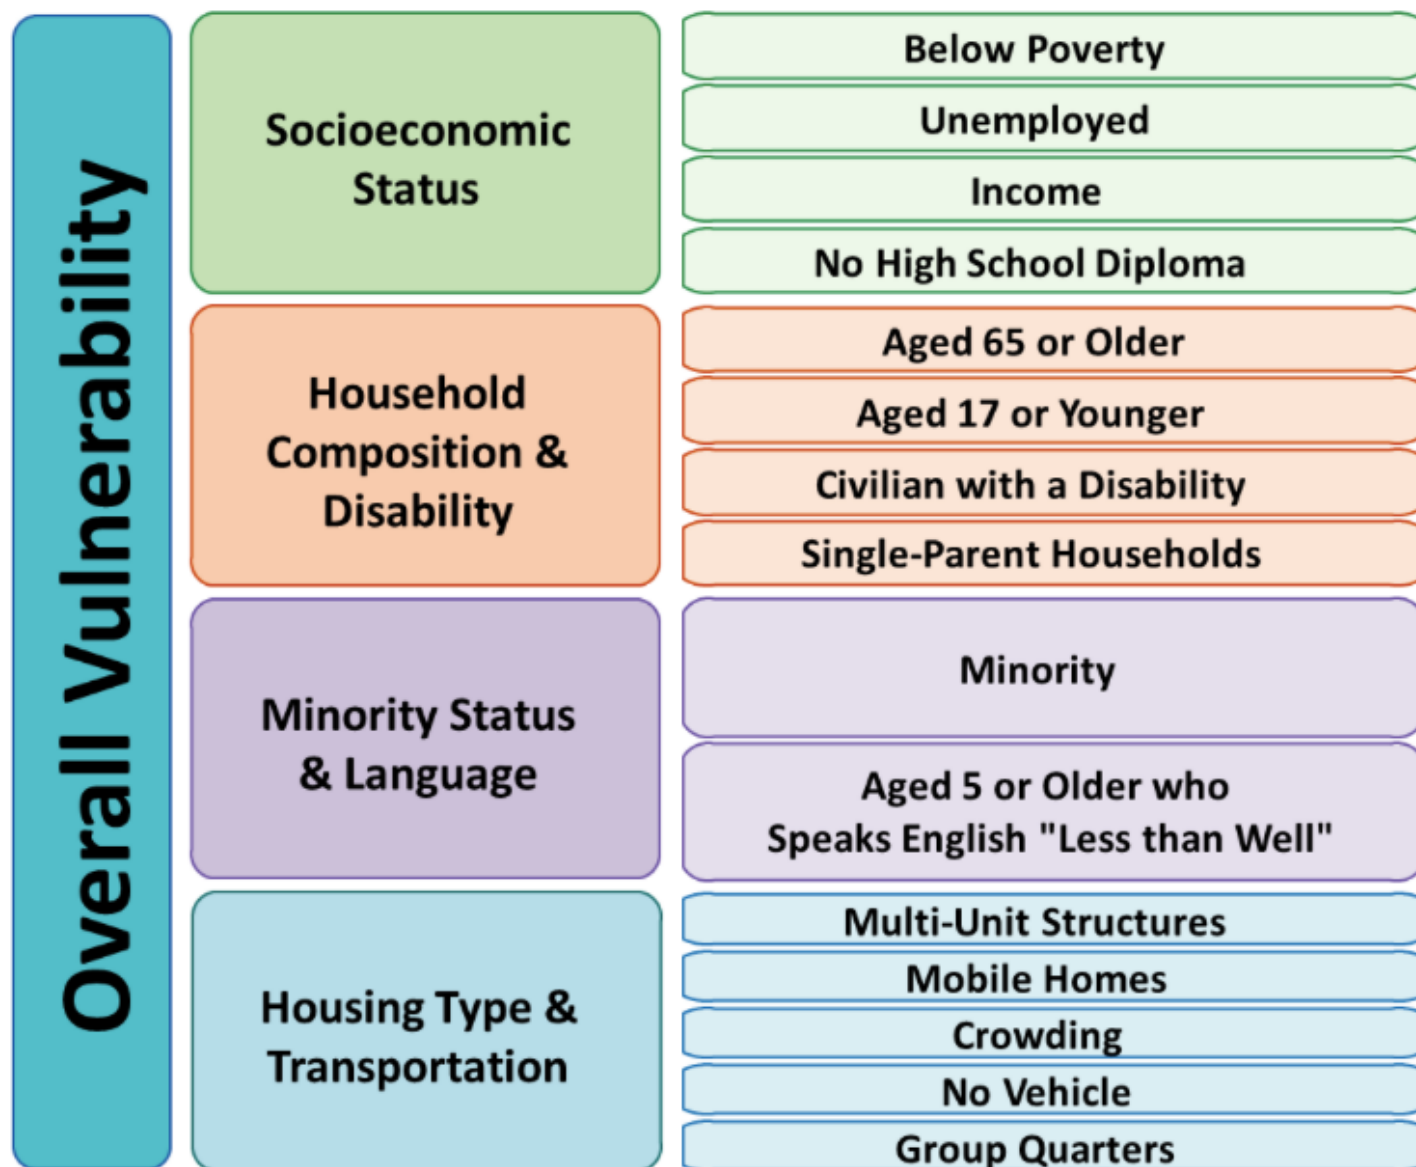 Overall Vulnerability
Socioeconomic
Status
Below Poverty
Unemployed
Income
No High School Diploma
Household
Composition &
Disability
Aged 65 or Older
Aged 17 or Younger
Civilian with a Disability
Single-Parent Households
Minority Status
& Language
Minority
Aged 5 or Older who
Speaks English "Less than Well"
Housing Type &
Transportation
Multi-Unit Structures
Mobile Homes
Crowding
No Vehicle
Group Quarters